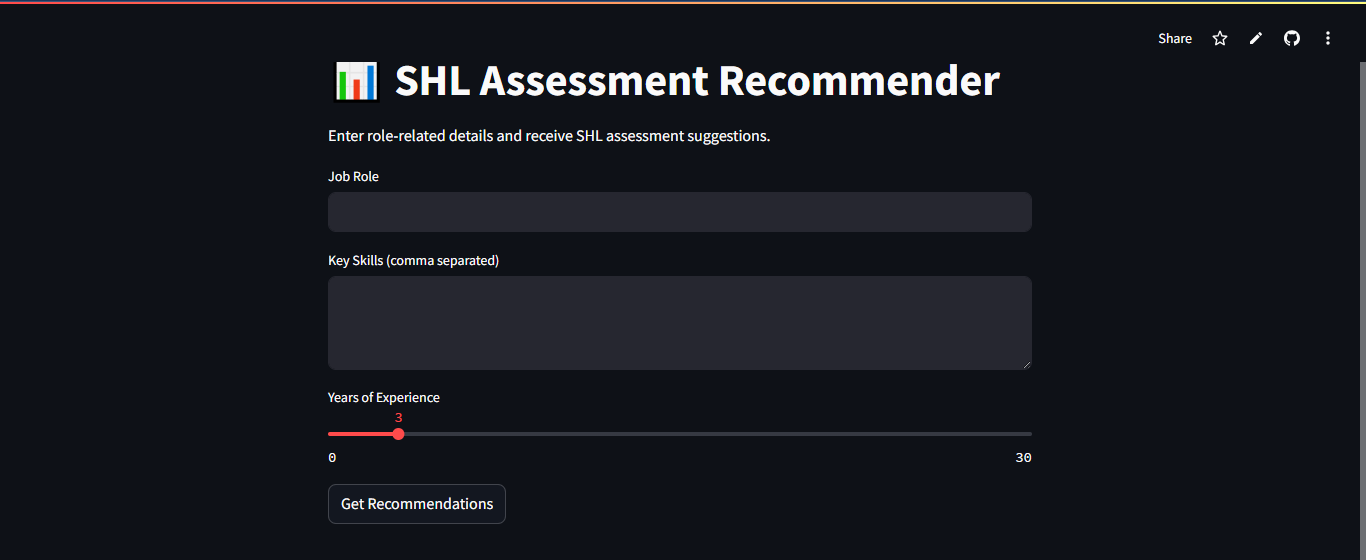 Share
📊 SHL Assessment Recommender
Enter role-related details and receive SHL assessment suggestions.
Job Role
Key Skills (comma separated)
Years of Experience
3
0 30
Get Recommendations